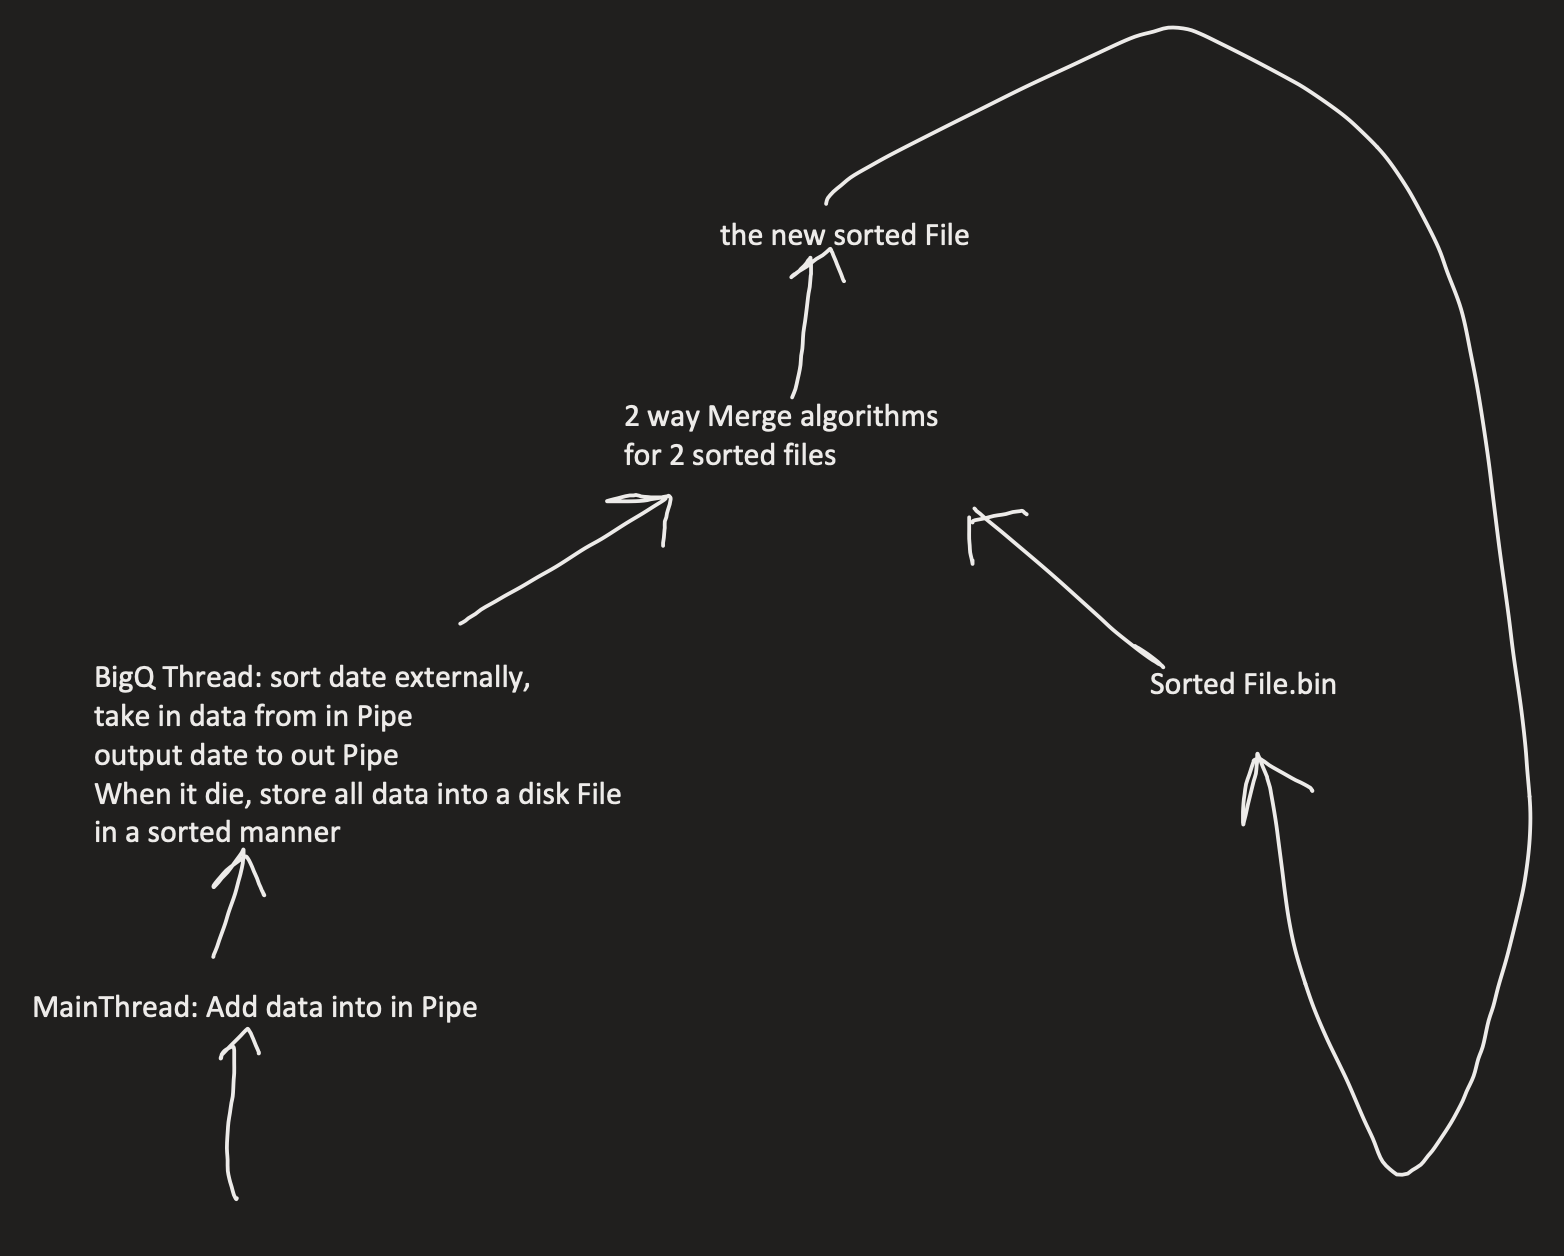 the new sorted File
2 way Merge algorithms
for 2 sorted files
BigQ Thread: sort date externally,
take in data from in Pipe
output date to out Pipe
When it die, store all data into a disk File
in a sorted manner
Sorted File.bin
MainThread: Add data into in Pipe